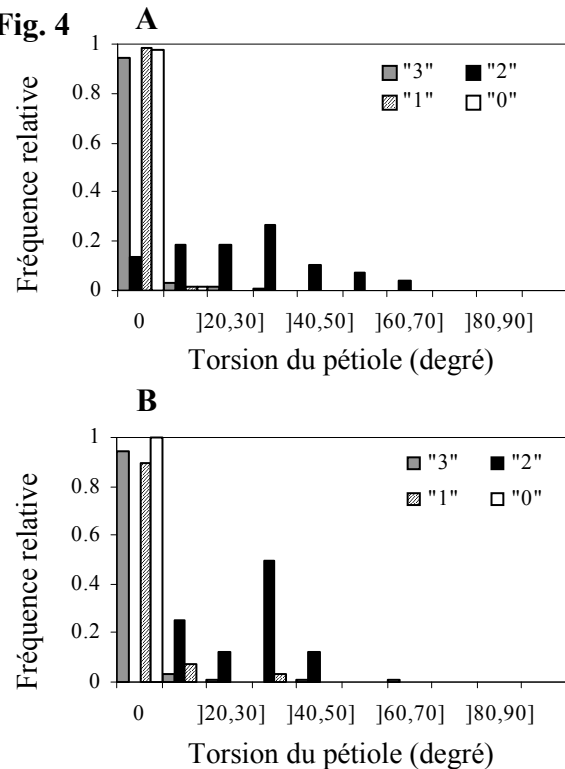 Fig. 4
A
1
0.8
0.6
0.4
0.2
0
Fréquence relative
"3" "2"
"1" "0"
0 ]20,30] ]40,50] ]60,70] ]80,90]
Torsion du pétiole (degré)
B
1
0.8
0.6
0.4
0.2
0
Fréquence relative
"3" "2"
"1" "0"
0 ]20,30] ]40,50] ]60,70] ]80,90]
Torsion du pétiole (degré)